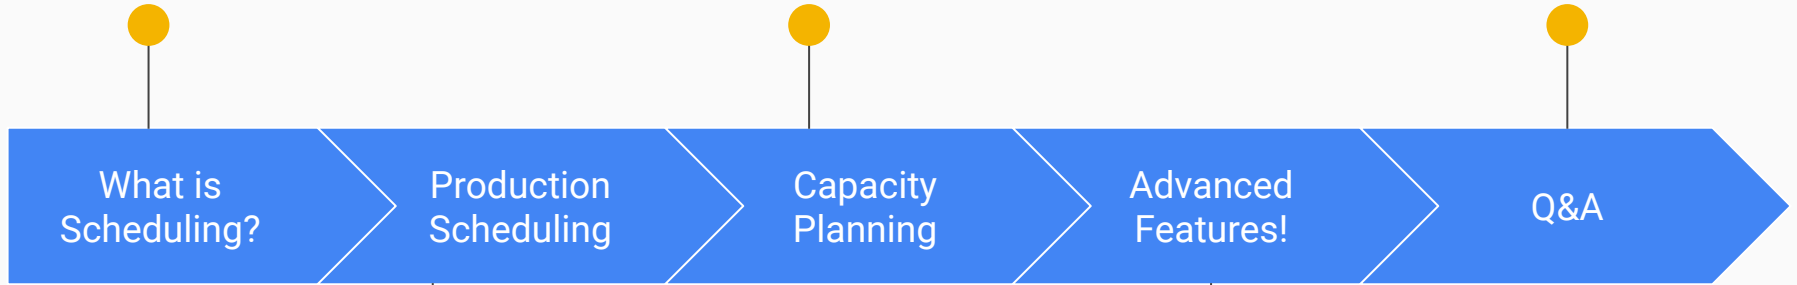 What is
Scheduling?
Production
Scheduling
Capacity
Planning
Advanced
Features!
Q&A